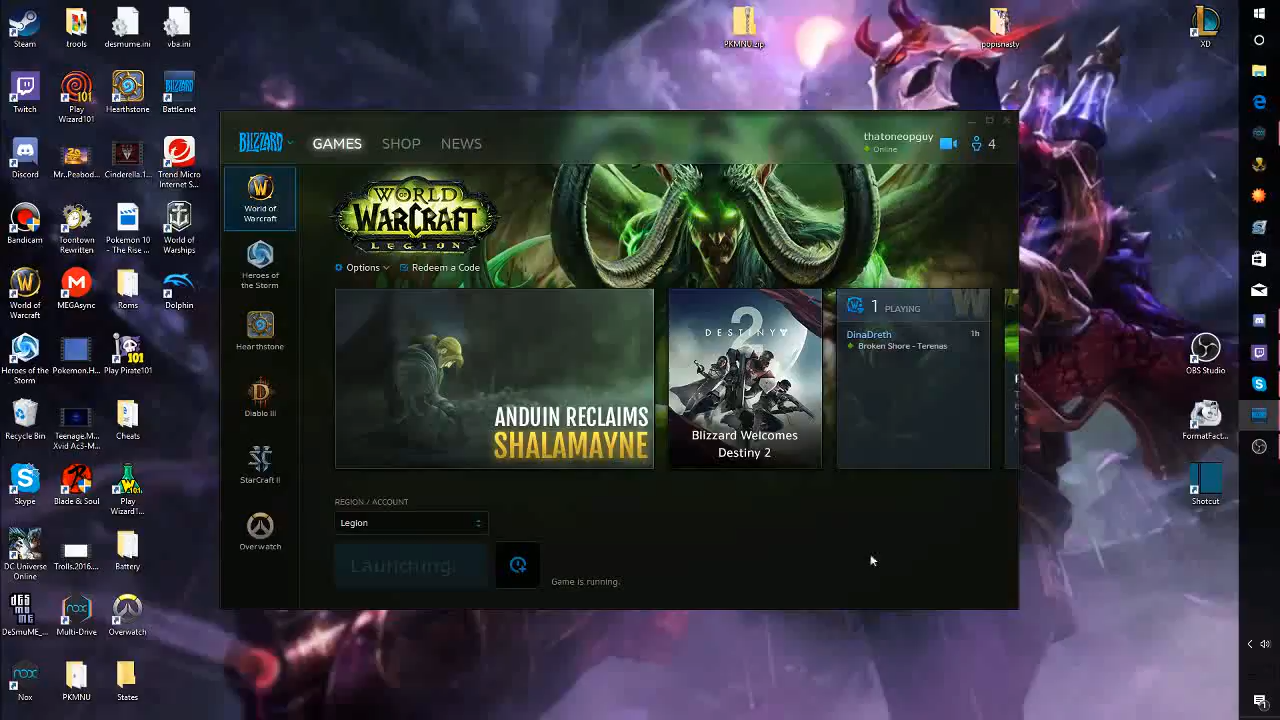 Steam
trools
desmume.ini
vba.ini
PKMNU.zip
popisnasty
XD
Twitch
Play
Wizard101
Hearthstone
Battle.net
Discord
Mr..Peabod...
Cinderella.1...
Trend Micro
Internet S...
Bandicam
Toontown
Rewritten
Pokemon 10
- The Rise ...
World of
Warships
World of
Warcraft
MEGAsync
Roms
Dolphin
Heroes of
the Storm
Pokemon.H...
Play Pirate101
Recycle Bin
Teenage.M...
Xvid Ac3-M...
Cheats
Skype
Blade & Soul
Play
Wizard1...
DC Universe
Online
Trolls.2016....
Battery
DeSmuME_...
Multi-Drive
Overwatch
Nox
PKMNU
States
OBS Studio
FormatFact...
Shotcut
BLIZZARD
GAMES
SHOP
NEWS
thatoneopguy
Online
4
World of
Warcraft
Heroes of
the Storm
Hearthstone
Diablo III
StarCraft II
Overwatch
WORLD
OF
WARCRAFT
LEGION
Options
Redeem a Code
ANDUIN RECLAIMS
SHALAMAYNE
2
DESTINY
Blizzard Welcomes
Destiny 2
1 PLAYING
DinaDreth
1h
Broken Shore - Terenas
REGION / ACCOUNT
Legion
Launching
Game is running.